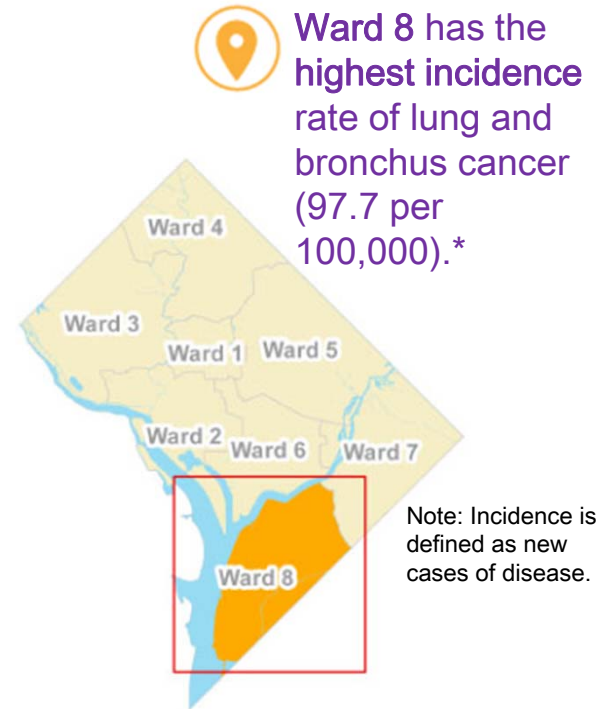 Ward 8 has the
highest incidence
rate of lung and
bronchus cancer
(97.7 per
100,000).*
Ward 4
Ward 3
Ward 1
Ward 5
Ward 2
Ward 6
Ward 7
Note: Incidence is
defined as new
cases of disease.
Ward 8